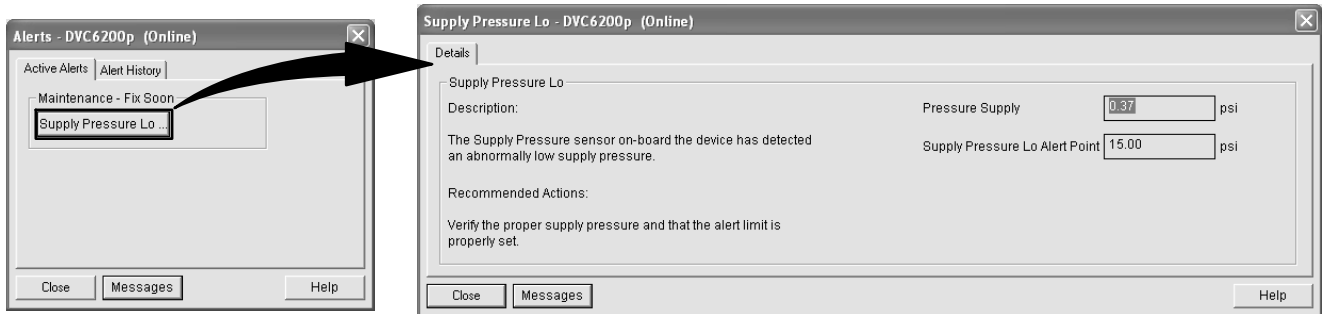 Alerts - DVC6200p (Online)
Active Alerts
Alert History
Maintenance - Fix Soon
Supply Pressure Lo ...
Close
Messages
Help
Supply Pressure Lo - DVC6200p (Online)
Details
Supply Pressure Lo
Description:
The Supply Pressure sensor on-board the device has detected
an abnormally low supply pressure.
Recommended Actions:
Verify the proper supply pressure and that the alert limit is
properly set.
Pressure Supply 0.37 psi
Supply Pressure Lo Alert Point 15.00 psi
Close
Messages
Help